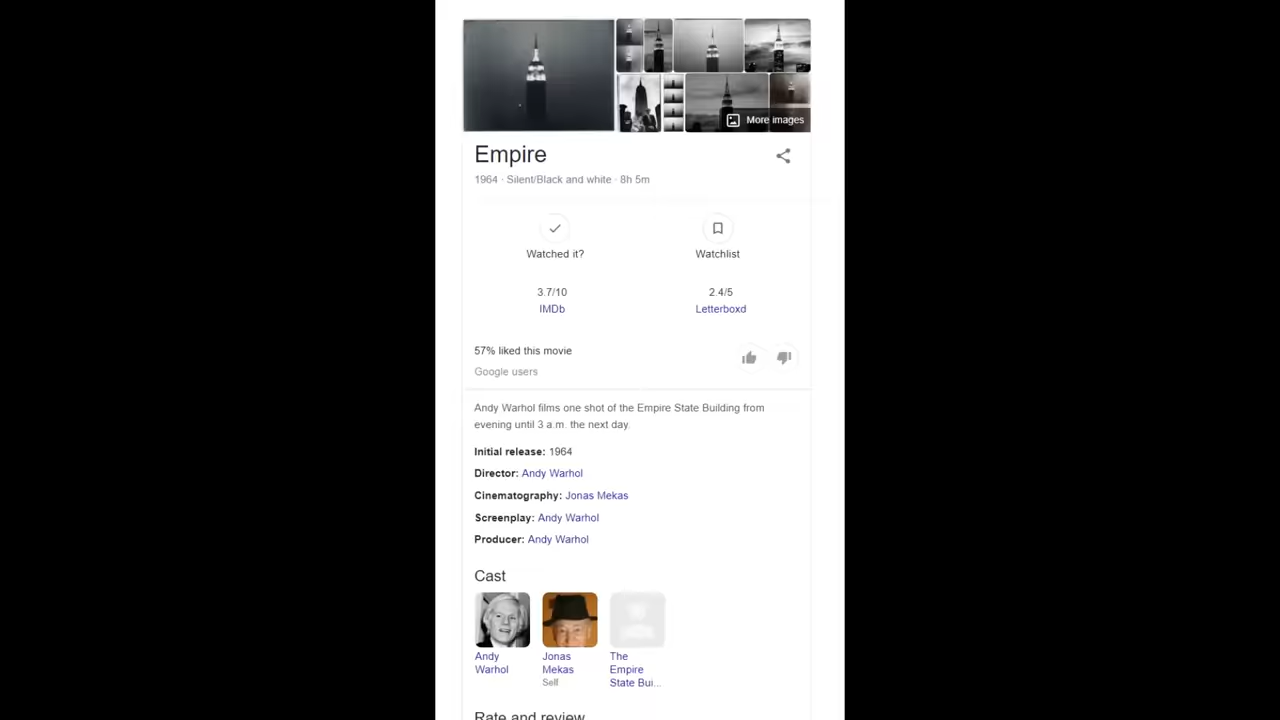 More images
Empire
1964 · Silent/Black and white · 8h 5m
Watched it?
Watchlist
3.7/10
2.4/5
IMDb
Letterboxd
57% liked this movie
Google users
Andy Warhol films one shot of the Empire State Building from
evening until 3 a.m. the next day.
Initial release: 1964
Director: Andy Warhol
Cinematography: Jonas Mekas
Screenplay: Andy Warhol
Producer: Andy Warhol
Cast
Andy
Warhol
Jonas
Mekas
Self
The
Empire
State Bui...
Rate and review